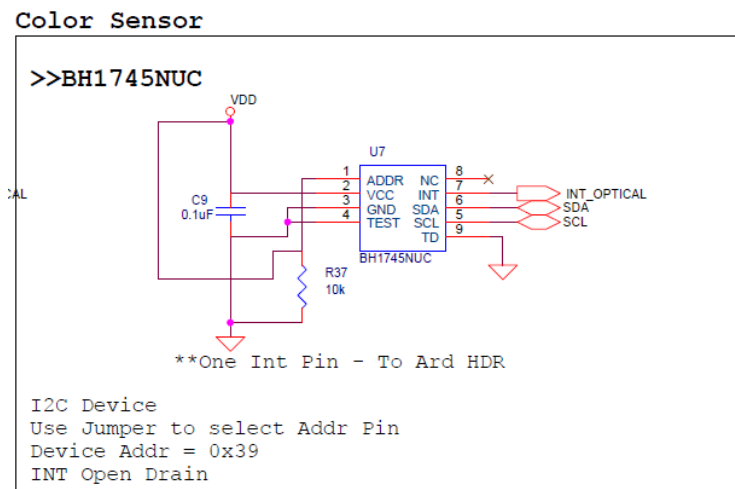 Color Sensor
>>BH1745NUC
VDD
U7
1 ADDR NC 8
2 VCC INT 7 INT_OPTICAL
3 GND SDA 6 SDA
4 TEST SCL 5 SCL
TD 9
BH1745NUC
CAL
C9
0.1uF
R37
10k
**One Int Pin - To Ard HDR
I2C Device
Use Jumper to select Addr Pin
Device Addr = 0x39
INT Open Drain